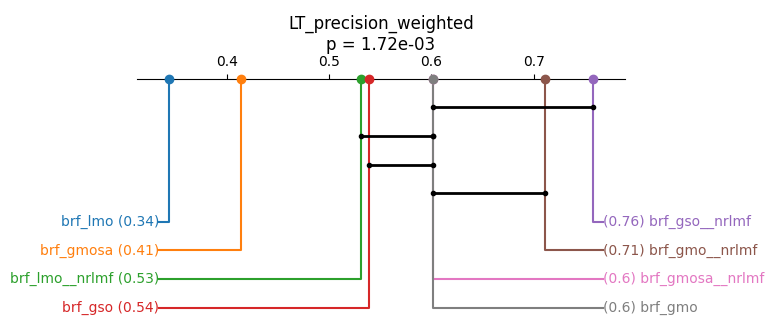 LT_precision_weighted
p = 1.72e-03
0.4 0.5 0.6 0.7
brf_lmo (0.34)
brf_gmosa (0.41)
brf_lmo__nrlmf (0.53)
brf_gso (0.54)
(0.76) brf_gso__nrlmf
(0.71) brf_gmo__nrlmf
(0.6) brf_gmosa__nrlmf
(0.6) brf_gmo